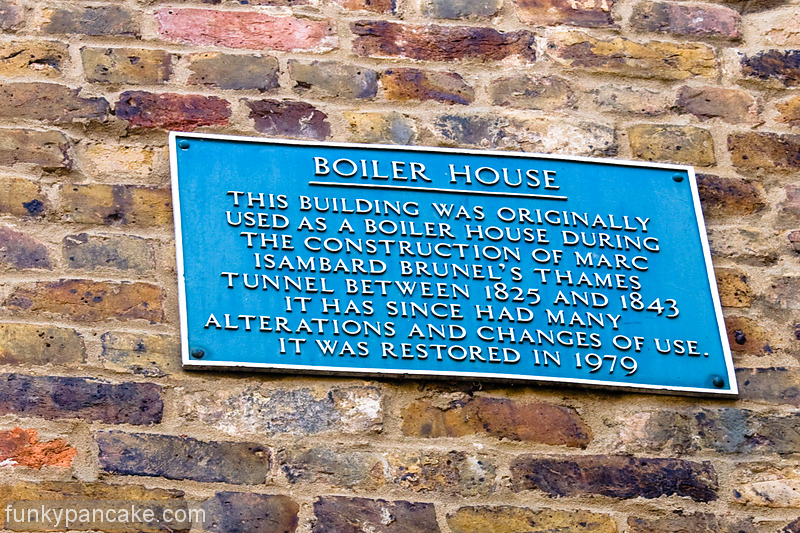 BOILER HOUSE
THIS BUILDING WAS ORIGINALLY
USED AS A BOILER HOUSE DURING
THE CONSTRUCTION OF MARC
ISAMBARD BRUNEL'S THAMES
TUNNEL BETWEEN 1825 AND 1843
IT HAS SINCE HAD MANY
ALTERATIONS AND CHANGES OF USE.
IT WAS RESTORED IN 1979
funkypancake.com